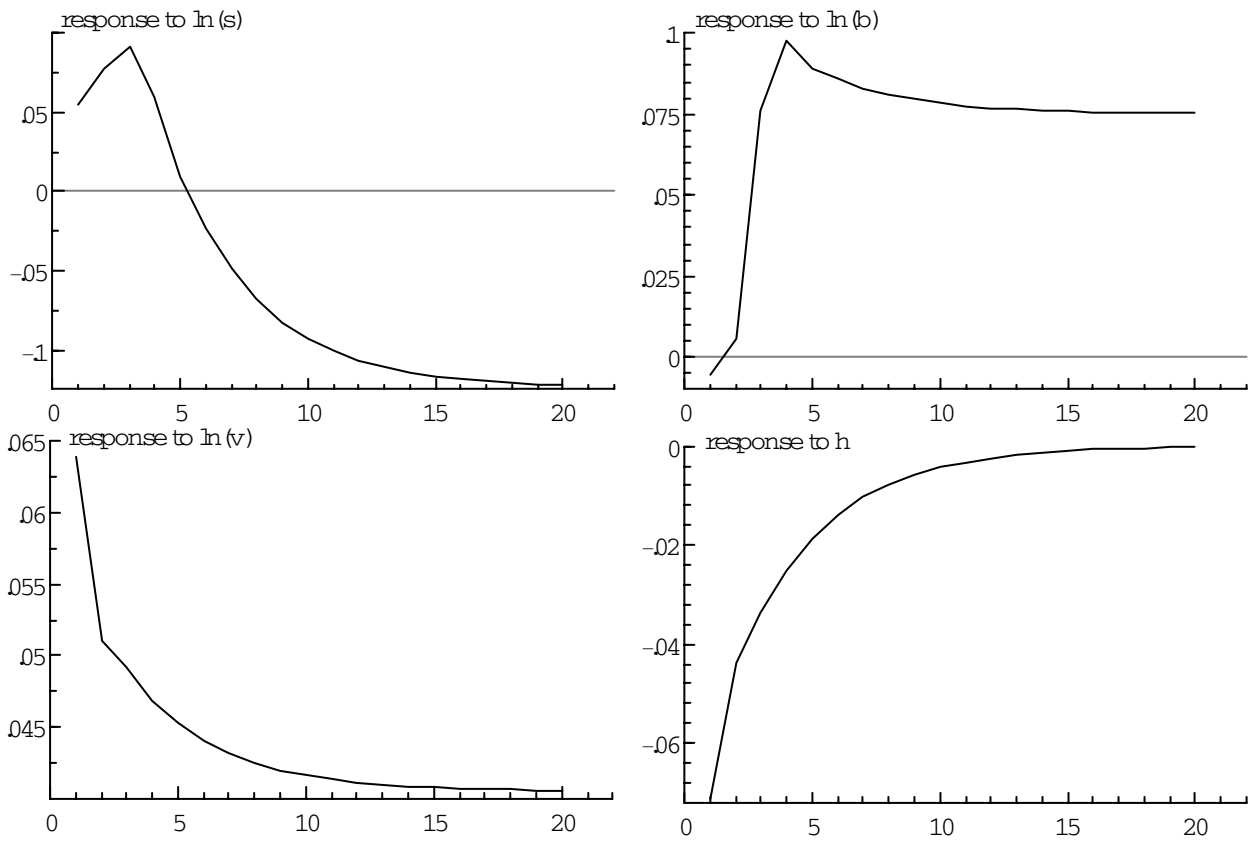 response to ln(s)
.05
0
-.05
-.1
0 5 10 15 20
response to ln(b)
.1
.075
.05
.025
0
0 5 10 15 20
response to ln(v)
.065
.06
.055
.05
.045
0 5 10 15 20
response to h
0
-.02
-.04
-.06
0 5 10 15 20